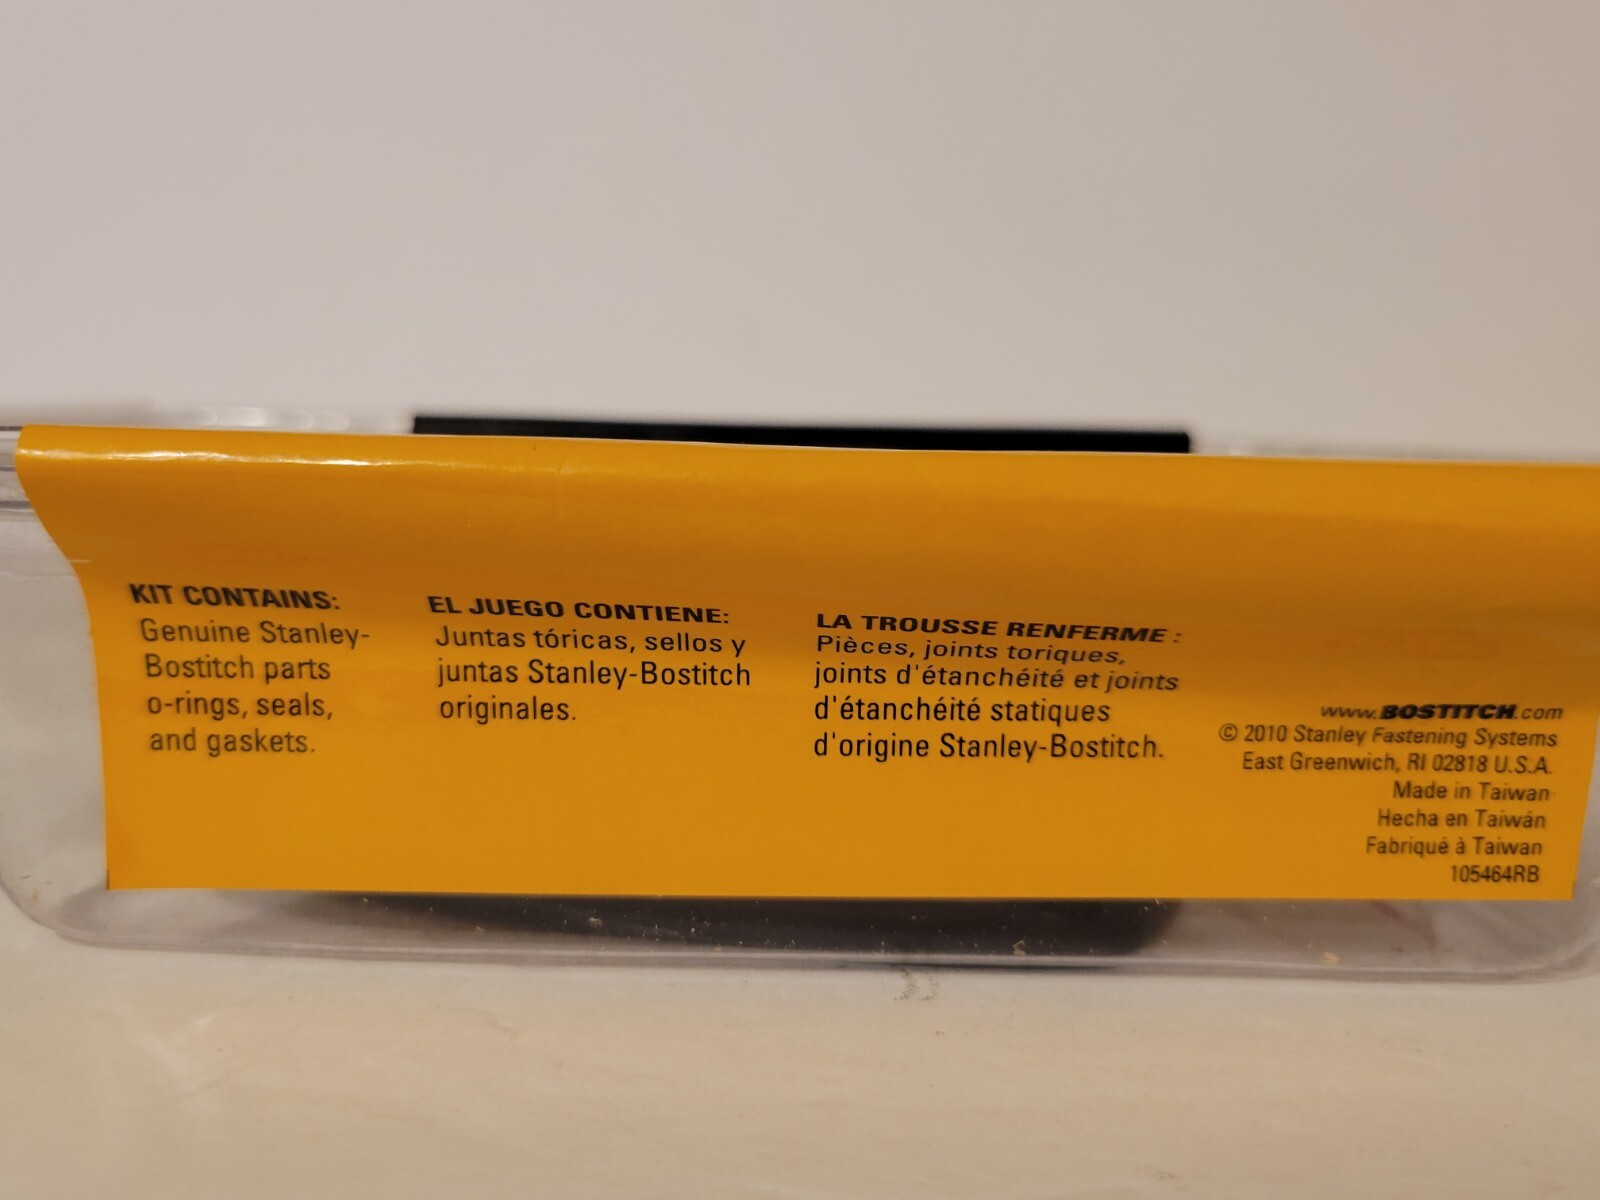 KIT CONTAINS:
Genuine Stanley-
Bostitch parts
o-rings, seals,
and gaskets.
EL JUEGO CONTIENE:
Juntas tóricas, sellos y
juntas Stanley-Bostitch
originales.
LA TROUSSE RENFERME :
Pièces, joints toriques,
joints d'étanchéité et joints
d'étanchéité statiques
d'origine Stanley-Bostitch.
www.BOSTITCH.com
© 2010 Stanley Fastening Systems
East Greenwich, RI 02818 U.S.A.
Made in Taiwan
Hecha en Taiwán
Fabriqué à Taiwan
105464RB